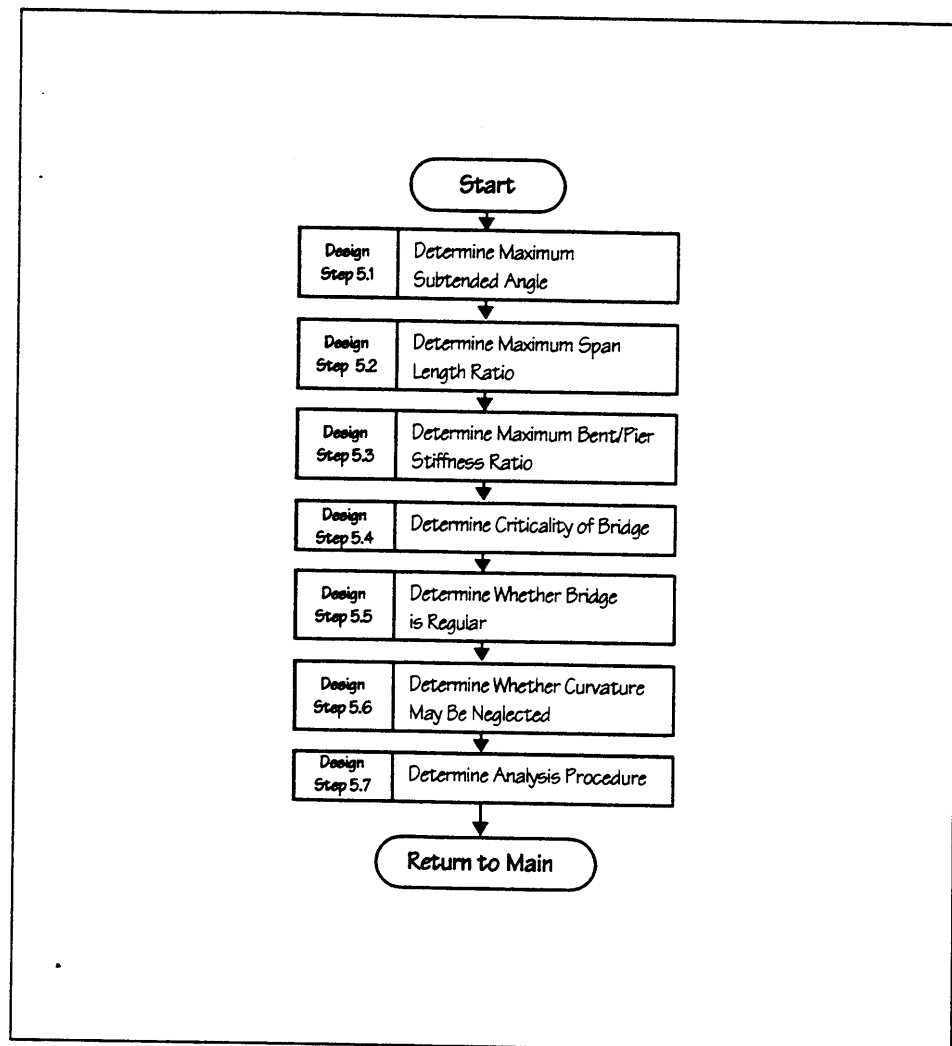 Start
Design
Step 5.1
Determine Maximum
Subtended Angle
Design
Step 5.2
Determine Maximum Span
Length Ratio
Design
Step 5.3
Determine Maximum Bent/Pier
Stiffness Ratio
Design
Step 5.4
Determine Criticality of Bridge
Design
Step 5.5
Determine Whether Bridge
is Regular
Design
Step 5.6
Determine Whether Curvature
May Be Neglected
Design
Step 5.7
Determine Analysis Procedure
Return to Main